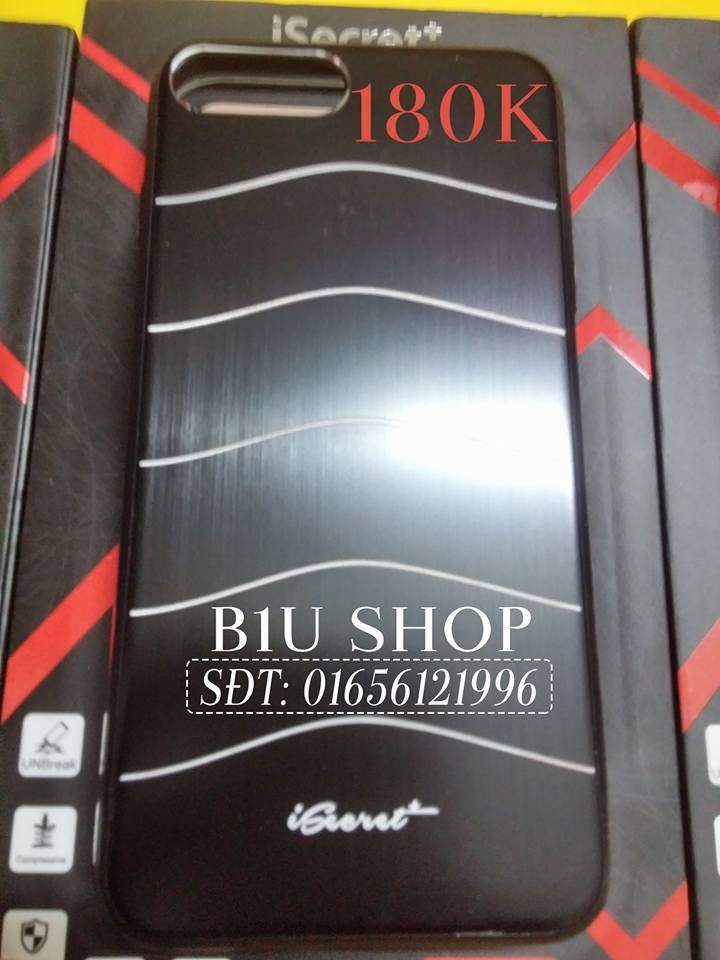 iSecret+
180K
B1U SHOP
SĐT: 01656121996
UNBreak
Compressive
iSecret+